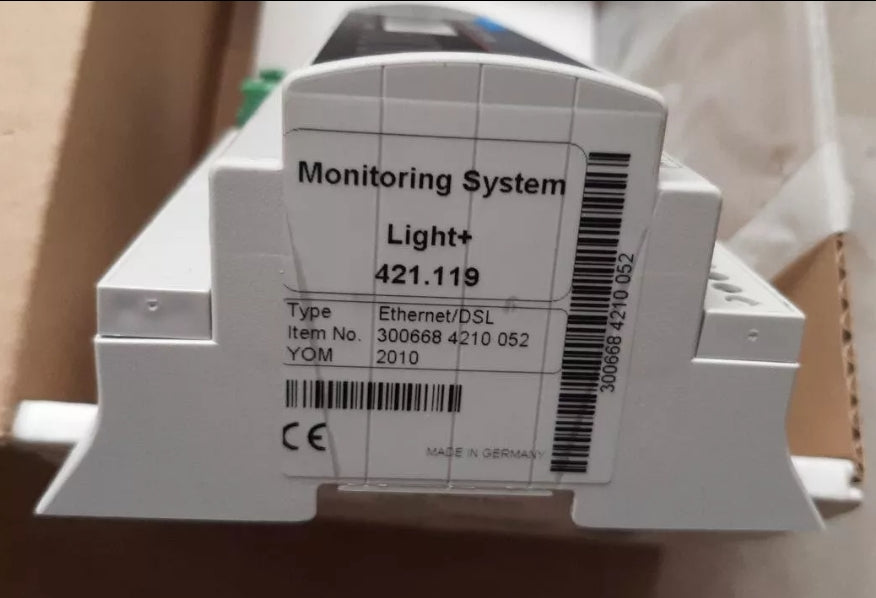 Monitoring System
Light+
421.119
Type Ethernet/DSL
Item No. 300668 4210 052
YOM 2010
CE
MADE IN GERMANY
300668 4210 052